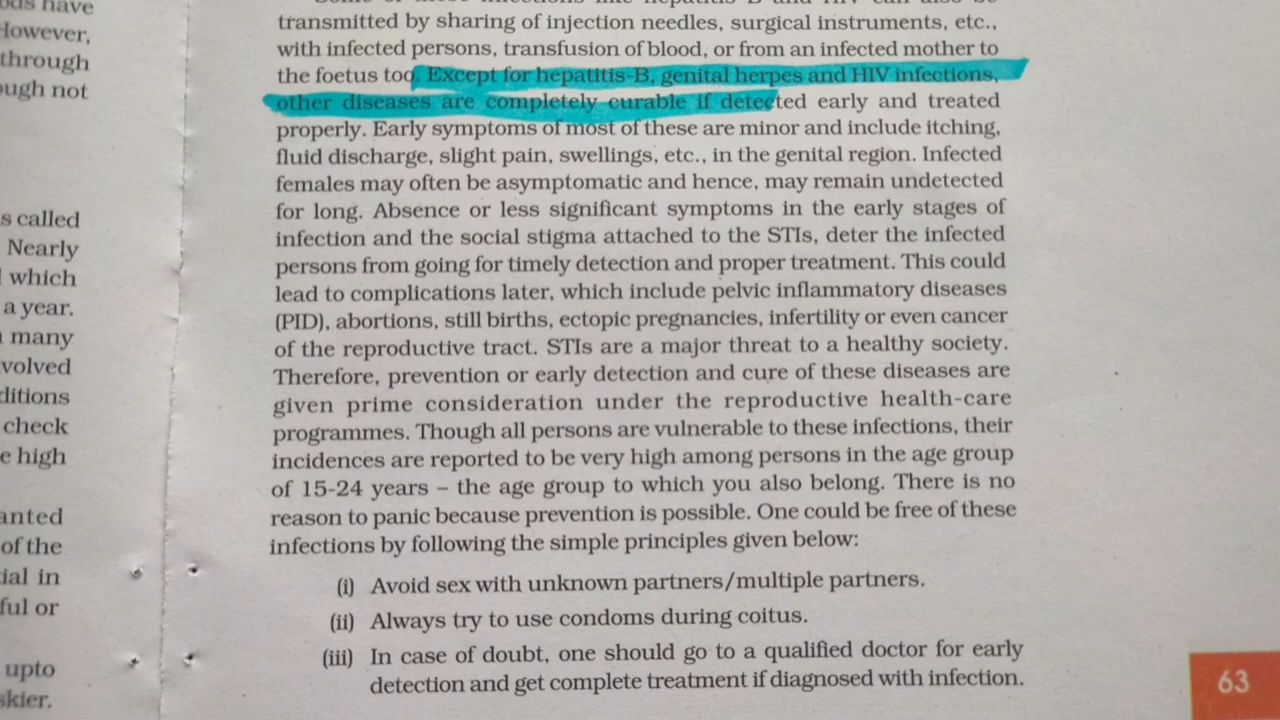 ods have
However,
through
ough not
s called
Nearly
which
a year.
many
volved
ditions
check
e high
anted
of the
ial in
ful or
upto
skier.
transmitted by sharing of injection needles, surgical instruments, etc.,
with infected persons, transfusion of blood, or from an infected mother to
the foetus too. Except for hepatitis-B, genital herpes and HIV infections,
other diseases are completely curable if detected early and treated
properly. Early symptoms of most of these are minor and include itching,
fluid discharge, slight pain, swellings, etc., in the genital region. Infected
females may often be asymptomatic and hence, may remain undetected
for long. Absence or less significant symptoms in the early stages of
infection and the social stigma attached to the STIs, deter the infected
persons from going for timely detection and proper treatment. This could
lead to complications later, which include pelvic inflammatory diseases
(PID), abortions, still births, ectopic pregnancies, infertility or even cancer
of the reproductive tract. STIs are a major threat to a healthy society.
Therefore, prevention or early detection and cure of these diseases are
given prime consideration under the reproductive health-care
programmes. Though all persons are vulnerable to these infections, their
incidences are reported to be very high among persons in the age group
of 15-24 years – the age group to which you also belong. There is no
reason to panic because prevention is possible. One could be free of these
infections by following the simple principles given below:
(i) Avoid sex with unknown partners/multiple partners.
(ii) Always try to use condoms during coitus.
(iii) In case of doubt, one should go to a qualified doctor for early
detection and get complete treatment if diagnosed with infection.
63